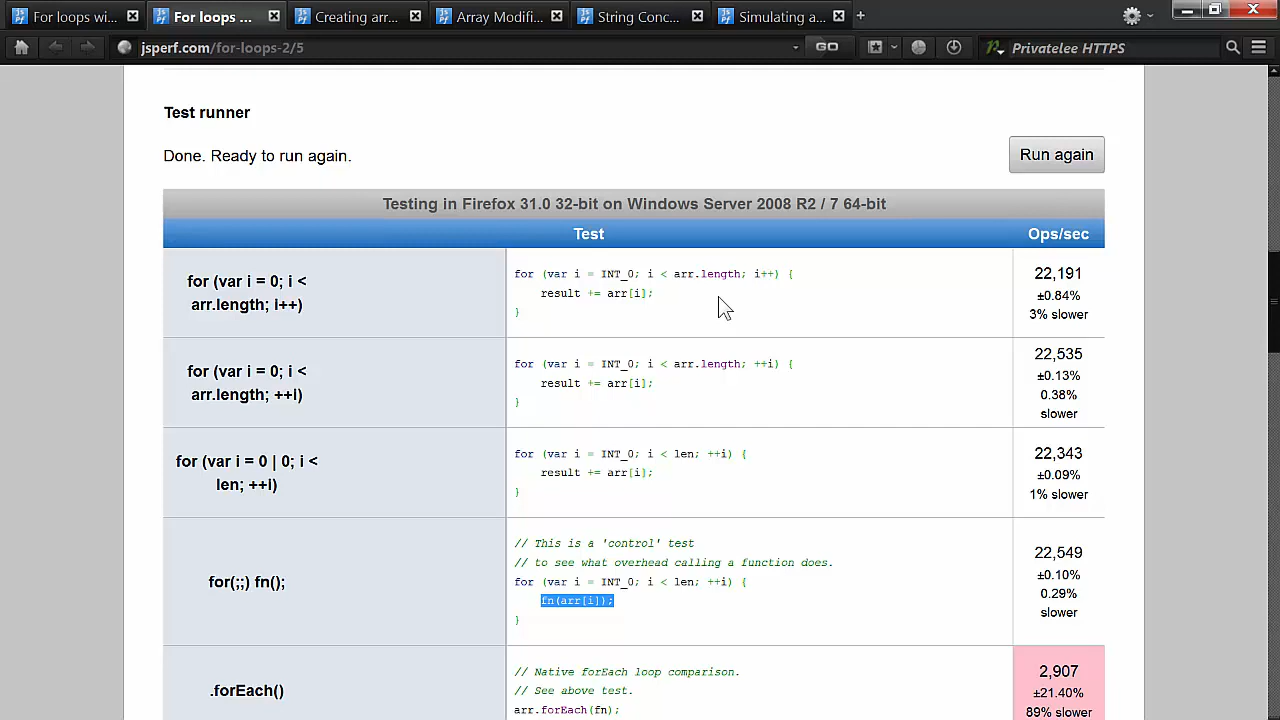 For loops wi...
For loops ...
Creating arr...
Array Modifi...
String Conc...
Simulating a...
jsperf.com/for-loops-2/5
GO
Privatelee HTTPS
Test runner
Done. Ready to run again.
Run again
Testing in Firefox 31.0 32-bit on Windows Server 2008 R2 / 7 64-bit
Test
Ops/sec
for (var i = 0; i <
arr.length; i++)
for (var i = INT_0; i < arr.length; i++) {
result += arr[i];
}
22,191
±0.84%
3% slower
for (var i = 0; i <
arr.length; ++i)
for (var i = INT_0; i < arr.length; ++i) {
result += arr[i];
}
22,535
±0.13%
0.38%
slower
for (var i = 0 | 0; i <
len; ++i)
for (var i = INT_0; i < len; ++i) {
result += arr[i];
}
22,343
±0.09%
1% slower
for(;;) fn();
// This is a 'control' test
// to see what overhead calling a function does.
for (var i = INT_0; i < len; ++i) {
fn(arr[i]);
}
22,549
±0.10%
0.29%
slower
.forEach()
// Native forEach loop comparison.
// See above test.
arr.forEach(fn);
2,907
±21.40%
89% slower